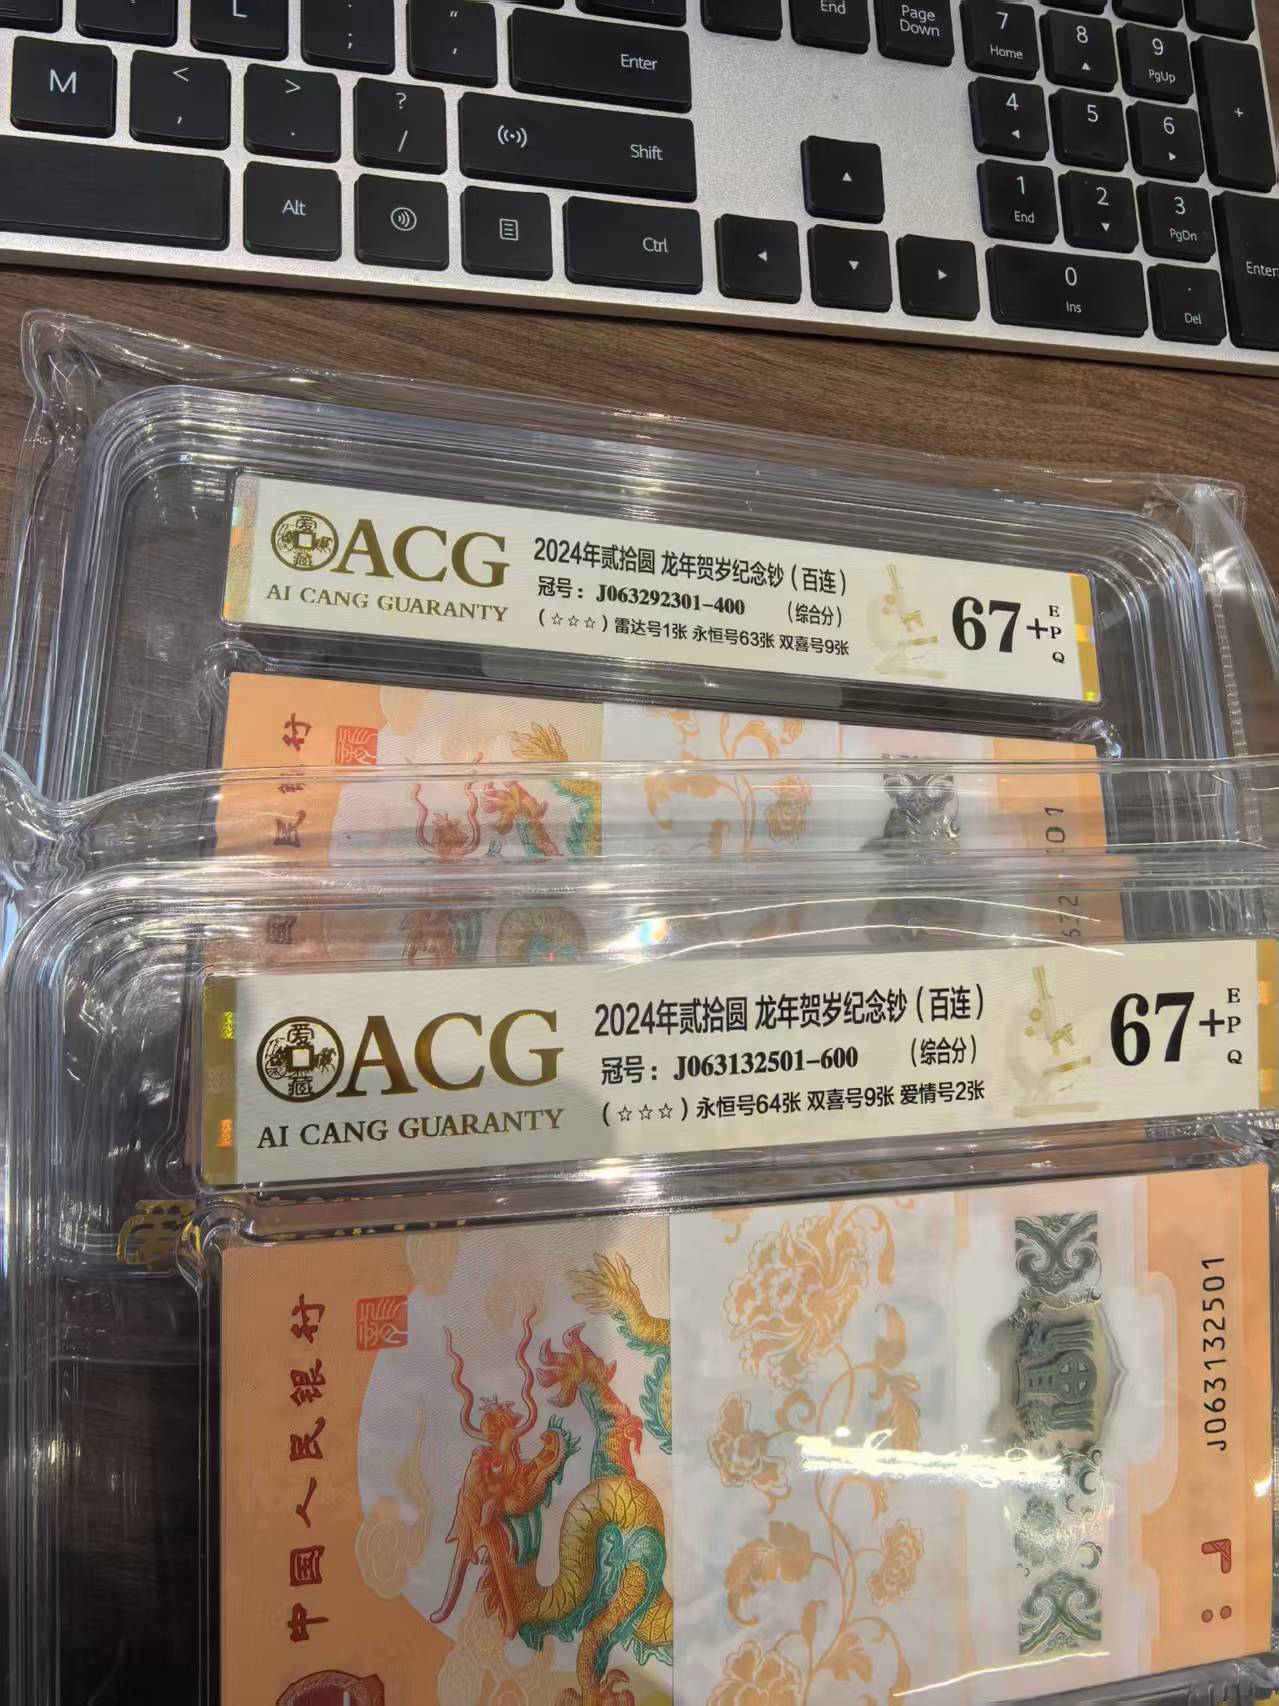 End
Page Down
7 Home
8
9 PgUp
Enter
M
<
,
>
.
?
/
Shift
4
5
6
+
Alt
Ctrl
1 End
2
3 PgDn
0 Ins
. Del
Enter
爱藏
ACG
AI CANG GUARANTY
2024年贰拾圆 龙年贺岁纪念钞(百连)
冠号: J063292301-400 (综合分)
(☆☆☆)雷达号1张 永恒号63张 双喜号9张
67+ EPQ
爱藏
ACG
AI CANG GUARANTY
2024年贰拾圆 龙年贺岁纪念钞(百连)
冠号: J063132501-600 (综合分)
(☆☆☆)永恒号64张 双喜号9张 爱情号2张
67+ EPQ
中国人民银行
J063132501